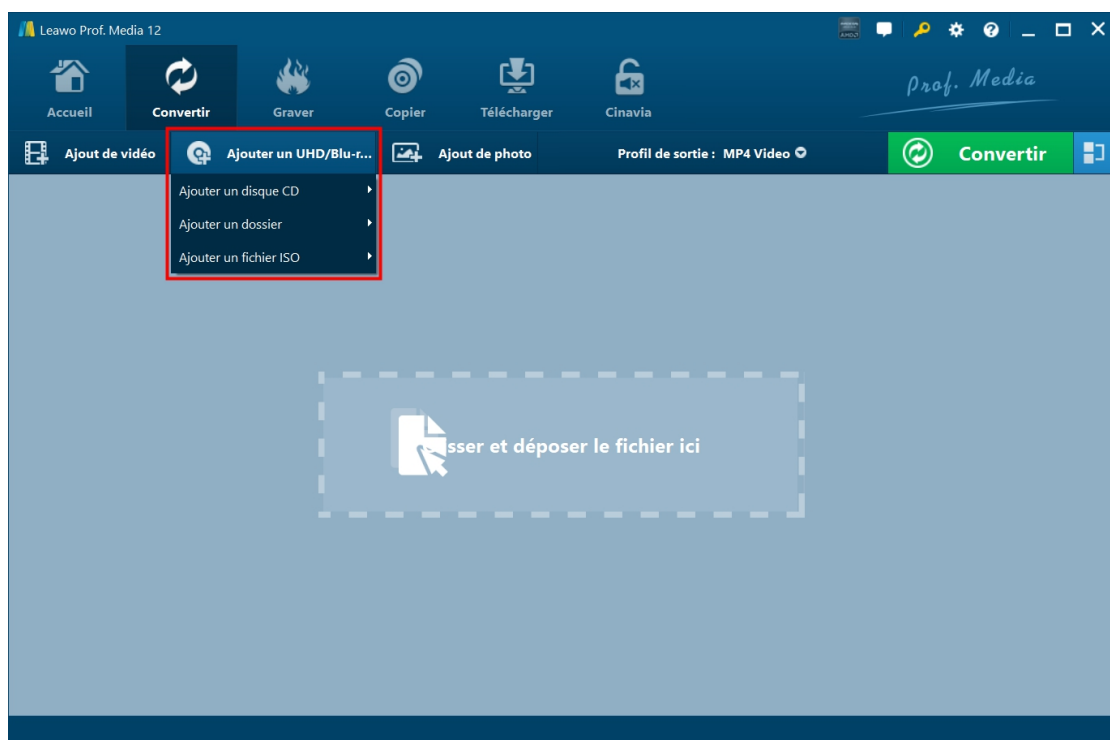 Leawo Prof. Media 12
Accueil
Convertir
Graver
Copier
Télécharger
Cinavia
Prof. Media
Ajout de vidéo
Ajouter un UHD/Blu-r...
Ajout de photo
Profil de sortie : MP4 Video
Convertir
Ajouter un disque CD
Ajouter un dossier
Ajouter un fichier ISO
sser et déposer le fichier ici